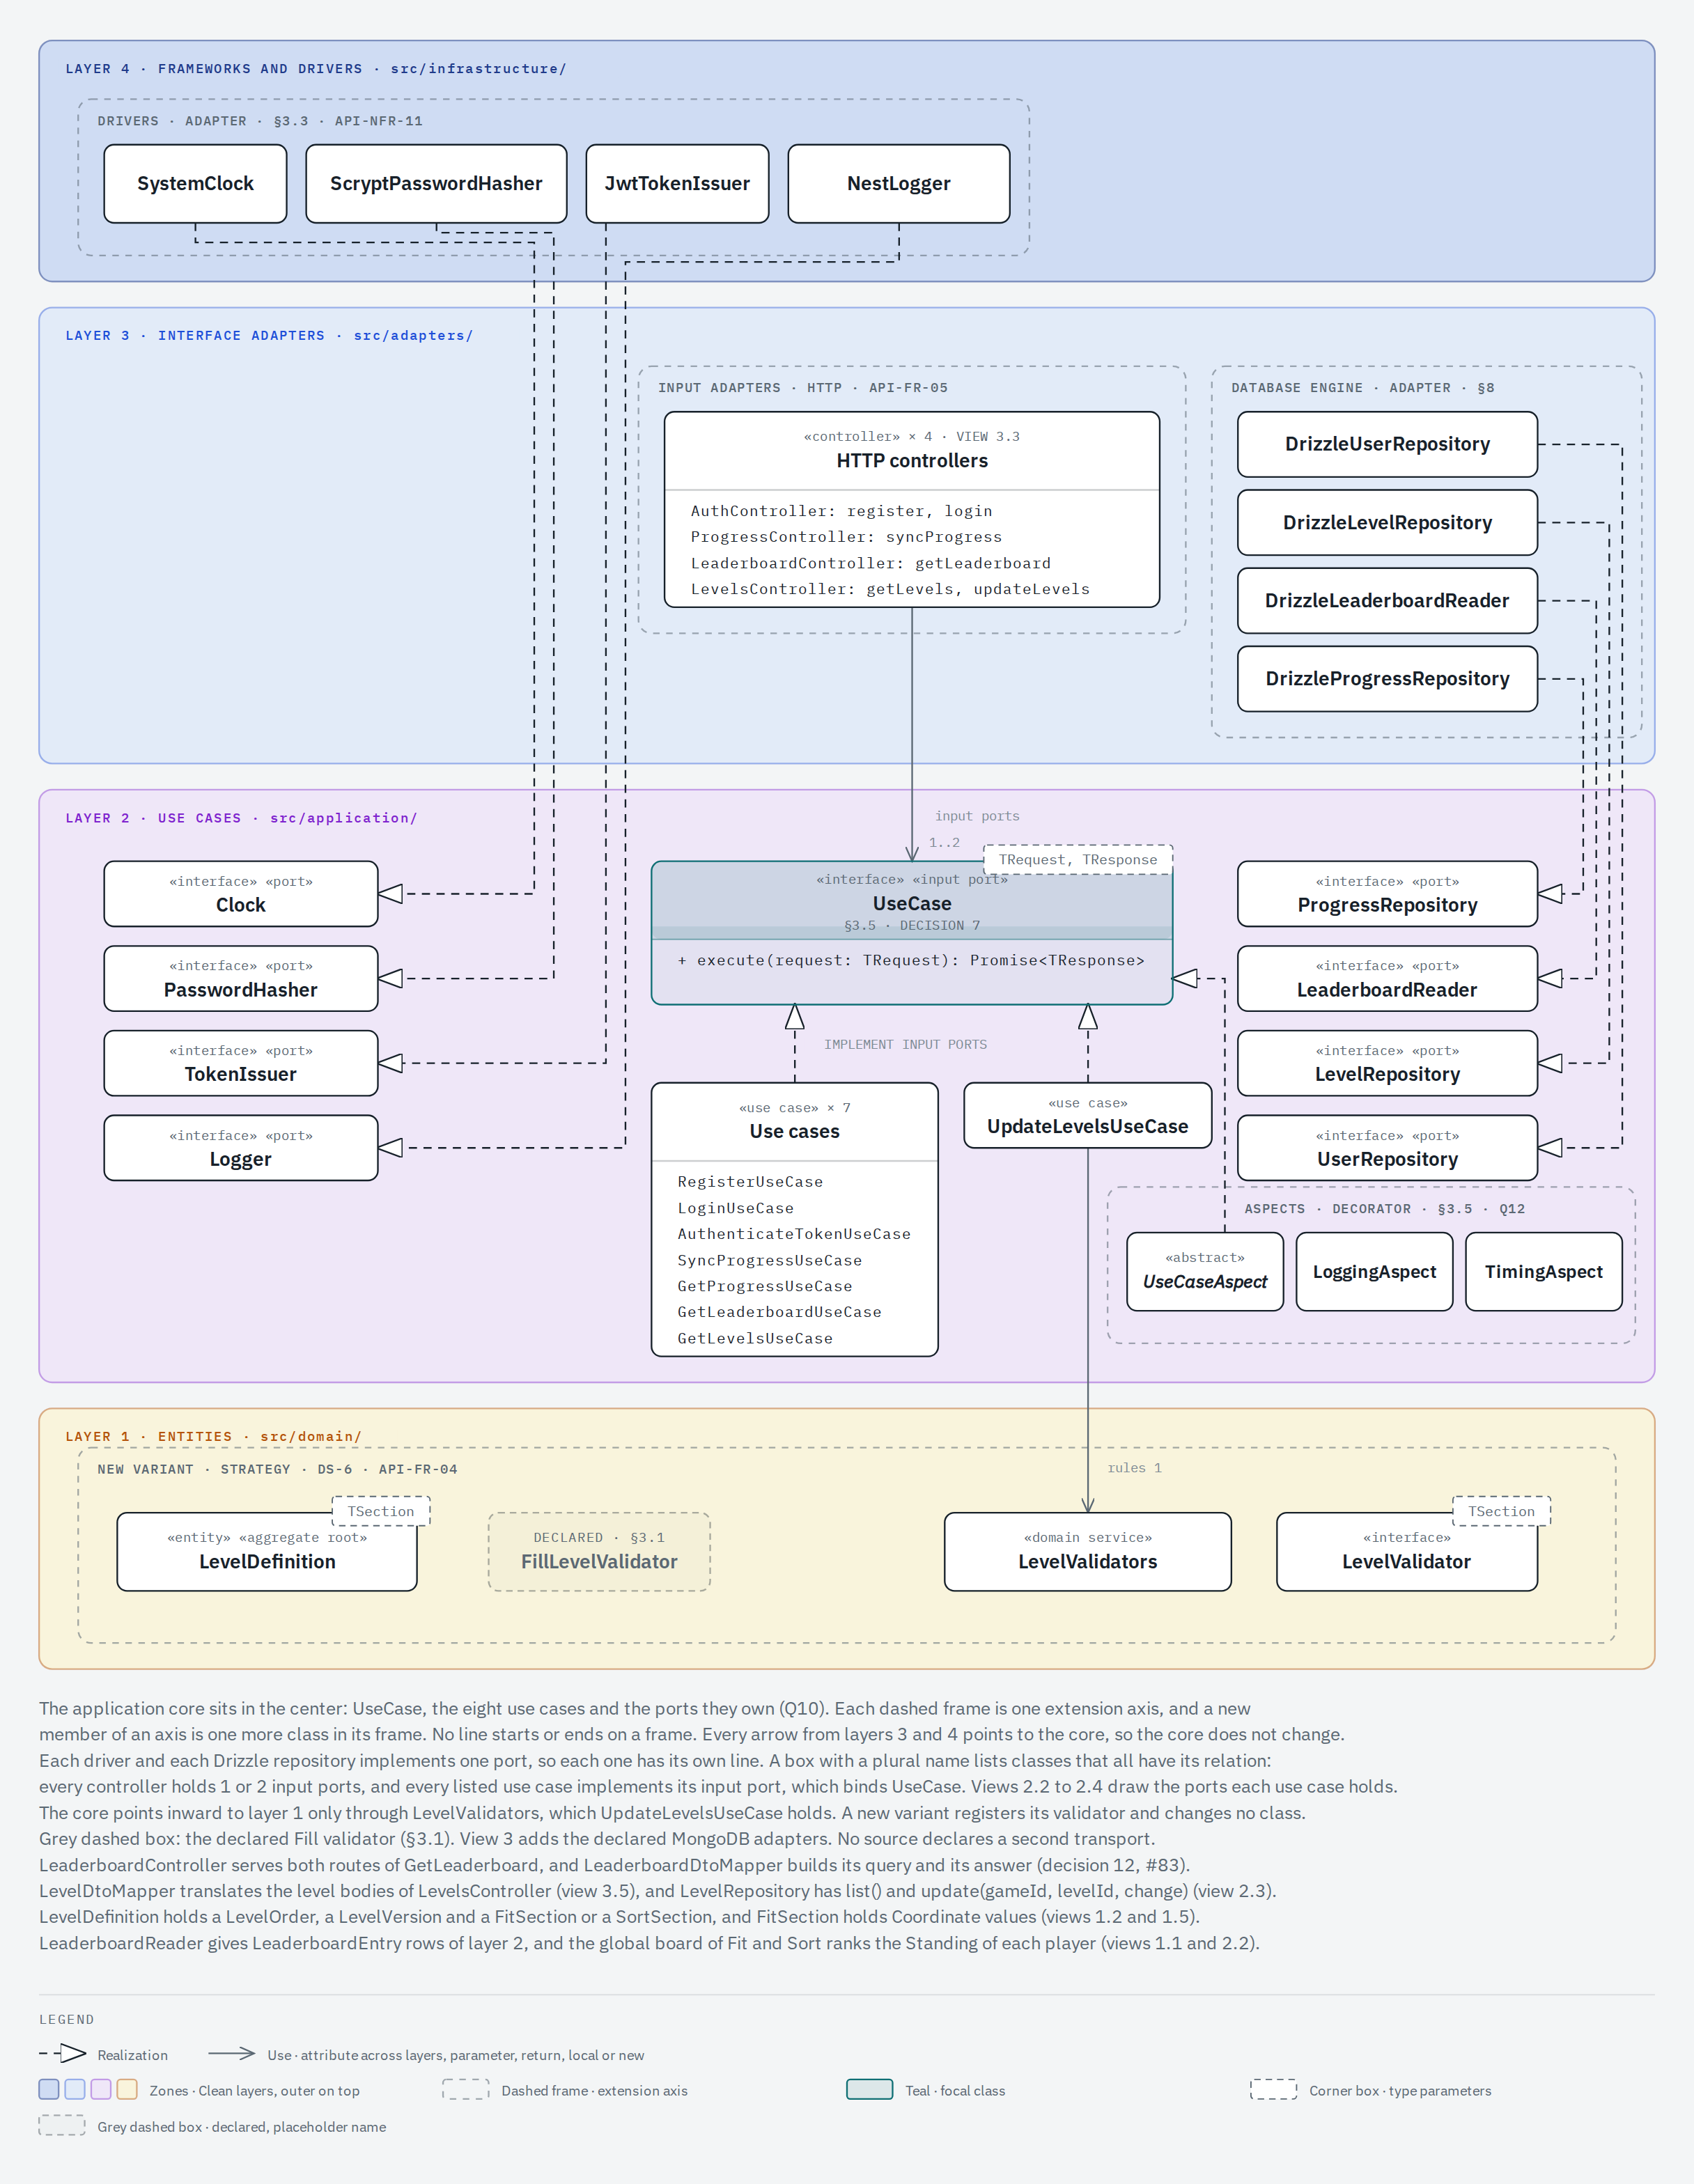 LAYER 4 · FRAMEWORKS AND DRIVERS · src/infrastructure/
DRIVERS · ADAPTER · §3.3 · API-NFR-11
SystemClock
ScryptPasswordHasher
JwtTokenIssuer
NestLogger
LAYER 3 · INTERFACE ADAPTERS · src/adapters/
INPUT ADAPTERS · HTTP · API-FR-05
«controller» × 4 · VIEW 3.3
HTTP controllers
AuthController: register, login
ProgressController: syncProgress
LeaderboardController: getLeaderboard
LevelsController: getLevels, updateLevels
DATABASE ENGINE · ADAPTER · §8
DrizzleUserRepository
DrizzleLevelRepository
DrizzleLeaderboardReader
DrizzleProgressRepository
LAYER 2 · USE CASES · src/application/
input ports
1..2
«interface» «port»
Clock
«interface» «port»
PasswordHasher
«interface» «port»
TokenIssuer
«interface» «port»
Logger
TRequest, TResponse
«interface» «input port»
UseCase
§3.5 · DECISION 7
+ execute(request: TRequest): Promise<TResponse>
IMPLEMENT INPUT PORTS
«use case» × 7
Use cases
RegisterUseCase
LoginUseCase
AuthenticateTokenUseCase
SyncProgressUseCase
GetProgressUseCase
GetLeaderboardUseCase
GetLevelsUseCase
«use case»
UpdateLevelsUseCase
«interface» «port»
ProgressRepository
«interface» «port»
LeaderboardReader
«interface» «port»
LevelRepository
«interface» «port»
UserRepository
ASPECTS · DECORATOR · §3.5 · Q12
«abstract»
UseCaseAspect
LoggingAspect
TimingAspect
LAYER 1 · ENTITIES · src/domain/
NEW VARIANT · STRATEGY · DS-6 · API-FR-04
rules 1
TSection
«entity» «aggregate root»
LevelDefinition
DECLARED · §3.1
FillLevelValidator
«domain service»
LevelValidators
TSection
«interface»
LevelValidator
The application core sits in the center: UseCase, the eight use cases and the ports they own (Q10). Each dashed frame is one extension axis, and a new
member of an axis is one more class in its frame. No line starts or ends on a frame. Every arrow from layers 3 and 4 points to the core, so the core does not change.
Each driver and each Drizzle repository implements one port, so each one has its own line. A box with a plural name lists classes that all have its relation:
every controller holds 1 or 2 input ports, and every listed use case implements its input port, which binds UseCase. Views 2.2 to 2.4 draw the ports each use case holds.
The core points inward to layer 1 only through LevelValidators, which UpdateLevelsUseCase holds. A new variant registers its validator and changes no class.
Grey dashed box: the declared Fill validator (§3.1). View 3 adds the declared MongoDB adapters. No source declares a second transport.
LeaderboardController serves both routes of GetLeaderboard, and LeaderboardDtoMapper builds its query and its answer (decision 12, #83).
LevelDtoMapper translates the level bodies of LevelsController (view 3.5), and LevelRepository has list() and update(gameId, levelId, change) (view 2.3).
LevelDefinition holds a LevelOrder, a LevelVersion and a FitSection or a SortSection, and FitSection holds Coordinate values (views 1.2 and 1.5).
LeaderboardReader gives LeaderboardEntry rows of layer 2, and the global board of Fit and Sort ranks the Standing of each player (views 1.1 and 2.2).
LEGEND
Realization
Use · attribute across layers, parameter, return, local or new
Zones · Clean layers, outer on top
Dashed frame · extension axis
Teal · focal class
Corner box · type parameters
Grey dashed box · declared, placeholder name